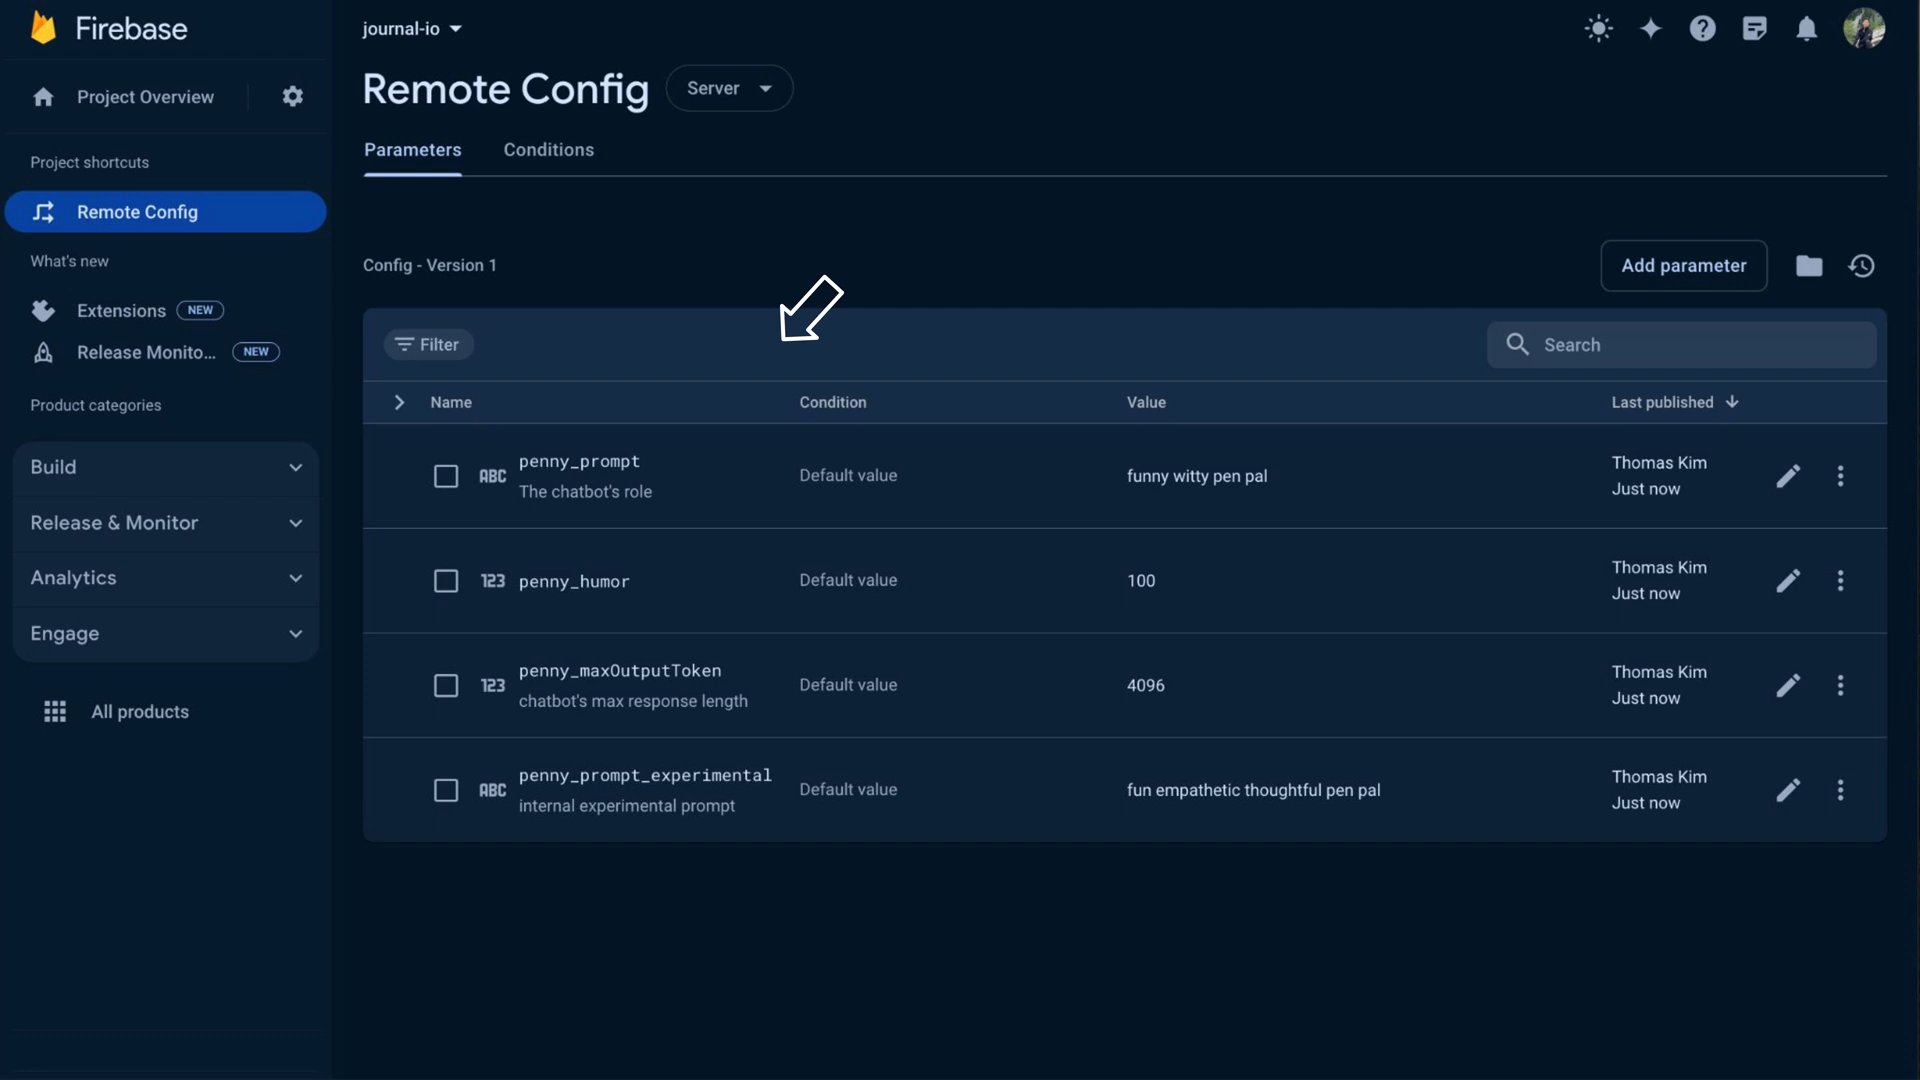 Firebase
Project Overview
Project shortcuts
Remote Config
What's new
Extensions NEW
Release Monito... NEW
Product categories
Build
Release & Monitor
Analytics
Engage
All products
journal-io
Remote Config Server
Parameters Conditions
Config - Version 1
Add parameter
Filter
Search
Name Condition Value Last published
ABC penny_prompt Default value funny witty pen pal Thomas Kim
The chatbot's role Just now
123 penny_humor Default value 100 Thomas Kim
Just now
123 penny_maxOutputToken Default value 4096 Thomas Kim
chatbot's max response length Just now
ABC penny_prompt_experimental Default value fun empathetic thoughtful pen pal Thomas Kim
internal experimental prompt Just now